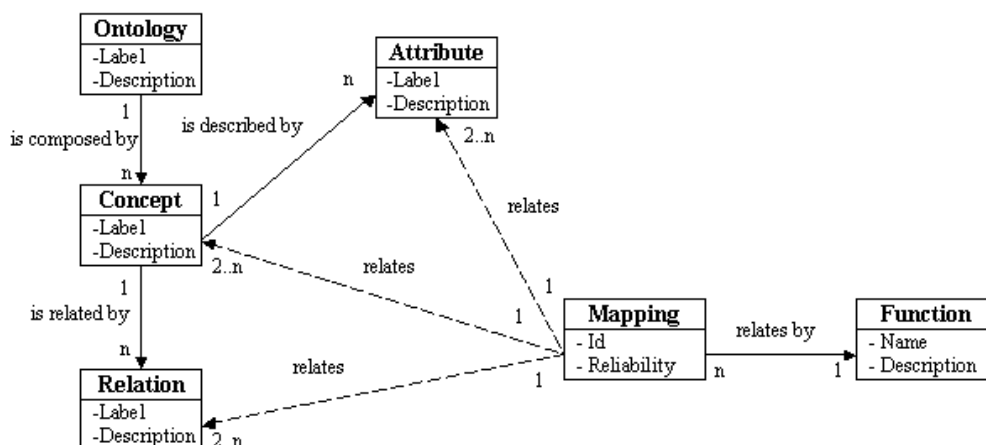 Ontology
-Label
-Description
Attribute
-Label
-Description
n
1
is composed by
is described by
n
2..n
Concept
-Label
-Description
1
relates
2..n
relates
1
1
is related by
n
1
Mapping
- Id
- Reliability
relates by
n
1
Function
- Name
- Description
relates
1
Relation
-Label
-Description
2..n